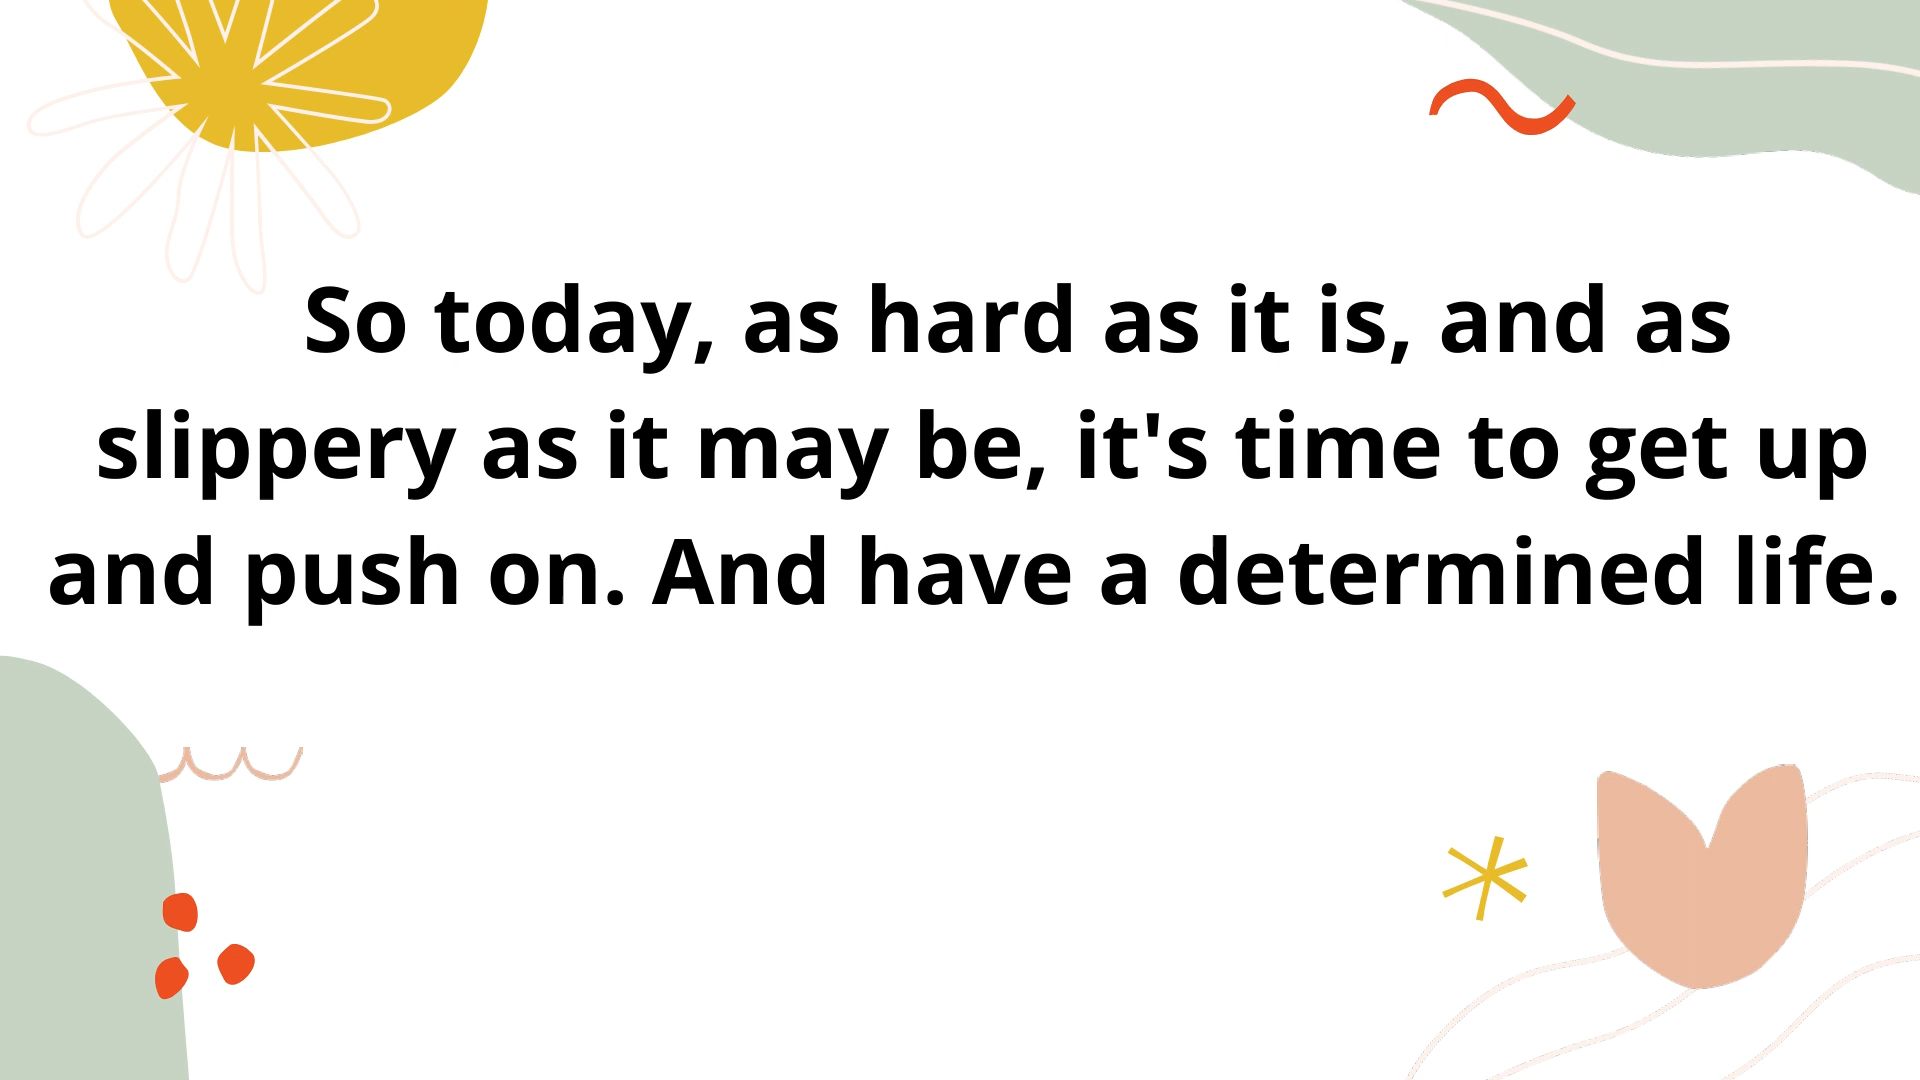 So today, as hard as it is, and as
slippery as it may be, it's time to get up
and push on. And have a determined life.